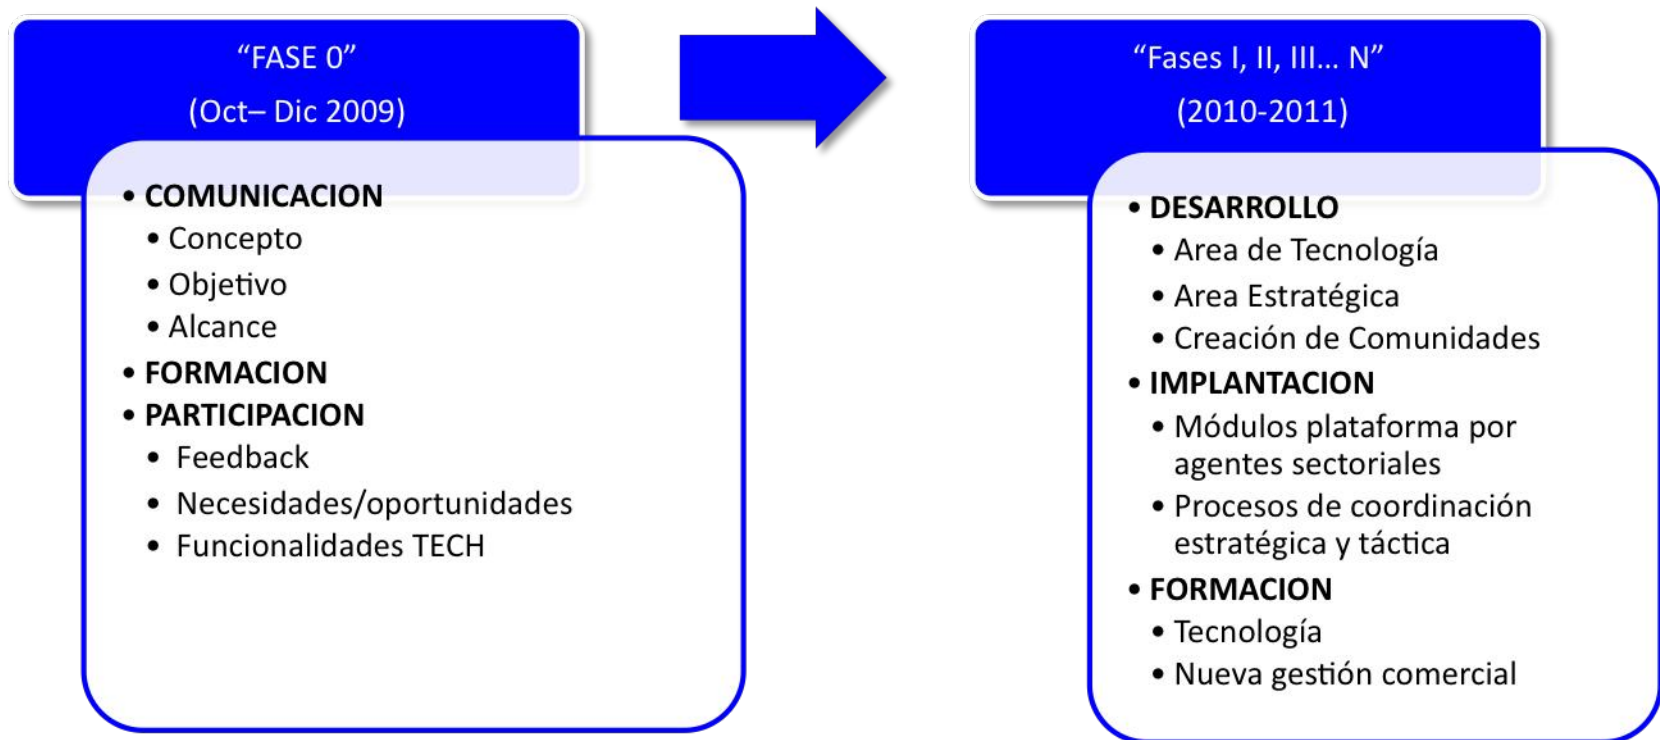 “FASE 0”
(Oct– Dic 2009)
• COMUNICACION
• Concepto
• Objetivo
• Alcance
• FORMACION
• PARTICIPACION
• Feedback
• Necesidades/oportunidades
• Funcionalidades TECH
“Fases I, II, III... N”
(2010-2011)
• DESARROLLO
• Area de Tecnología
• Area Estratégica
• Creación de Comunidades
• IMPLANTACION
• Módulos plataforma por
agentes sectoriales
• Procesos de coordinación
estratégica y táctica
• FORMACION
• Tecnología
• Nueva gestión comercial